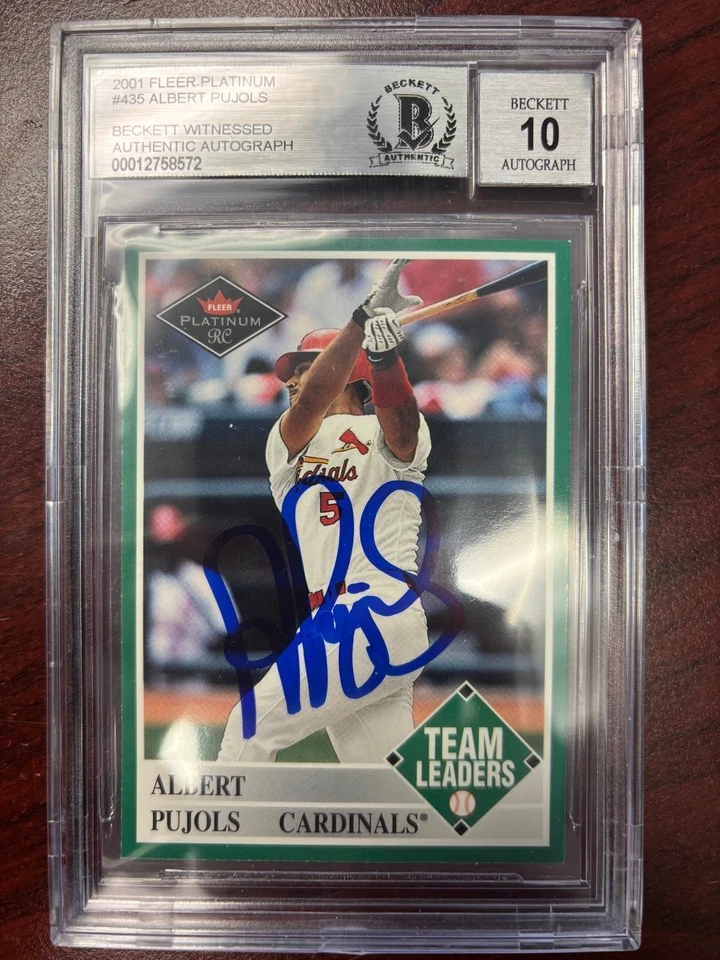 2001 FLEER PLATINUM
#435 ALBERT PUJOLS
BECKETT WITNESSED
AUTHENTIC AUTOGRAPH
00012758572
BECKETT
B
AUTHENTIC
BECKETT
10
AUTOGRAPH
FLEER
PLATINUM
RC
dinals
5
TEAM
LEADERS
ALBERT
PUJOLS CARDINALS®